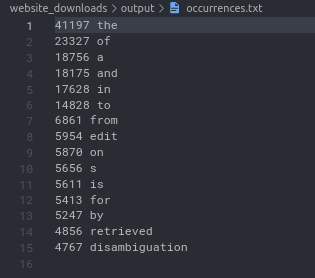 website_downloads > output > occurrences.txt
1 41197 the
2 23327 of
3 18756 a
4 18175 and
5 17628 in
6 14828 to
7 6861 from
8 5954 edit
9 5870 on
10 5656 s
11 5611 is
12 5413 for
13 5247 by
14 4856 retrieved
15 4767 disambiguation
16